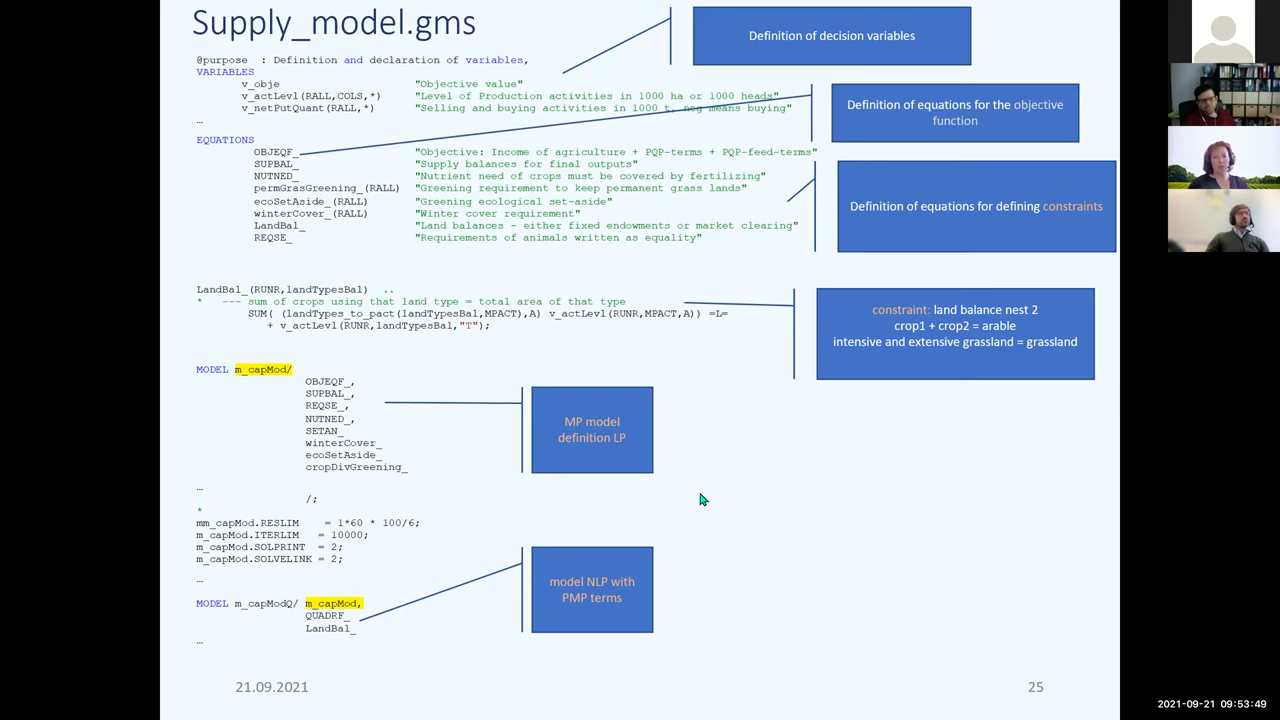 Supply_model.gms
Definition of decision variables
@purpose  : Definition and declaration of variables,
VARIABLES
v_obje "Objective value"
v_actLevl(RALL,COLS,*) "Level of Production activities in 1000 ha or 1000 heads"
v_netPutQuant(RALL,*) "Selling and buying activities in 1000 t, neg means buying"
…
Definition of equations for the objective
function
EQUATIONS
OBJEQF_ "Objective: Income of agriculture + PQP-terms + PQP-feed-terms"
SUPBAL_ "Supply balances for final outputs"
NUTNED_ "Nutrient need of crops must be covered by fertilizing"
permGrasGreening_(RALL) "Greening requirement to keep permanent grass lands"
ecoSetAside_(RALL) "Greening ecological set-aside"
winterCover_(RALL) "Winter cover requirement"
LandBal_ "Land balances - either fixed endowments or market clearing"
REQSE_ "Requirements of animals written as equality"
Definition of equations for defining constraints
LandBal_(RUNR,landTypesBal)  ..
*   --- sum of crops using that land type = total area of that type
SUM( (landTypes_to_pact(landTypesBal,MPACT),A) v_actLevl(RUNR,MPACT,A)) =L=
+ v_actLevl(RUNR,landTypesBal,"T");
constraint: land balance nest 2
crop1 + crop2 = arable
intensive and extensive grassland = grassland
MODEL m_capMod/
OBJEQF_,
SUPBAL_,
REQSE_,
NUTNED_,
SETAN_
winterCover_
ecoSetAside_
cropDivGreening_
…
/;
MP model
definition LP
*
mm_capMod.RESLIM    = 1*60 * 100/6;
m_capMod.ITERLIM   = 10000;
m_capMod.SOLPRINT  = 2;
m_capMod.SOLVELINK = 2;
…
MODEL m_capModQ/ m_capMod,
QUADRF_
LandBal_
…
model NLP with
PMP terms
21.09.2021
25
2021-09-21  09:53:49